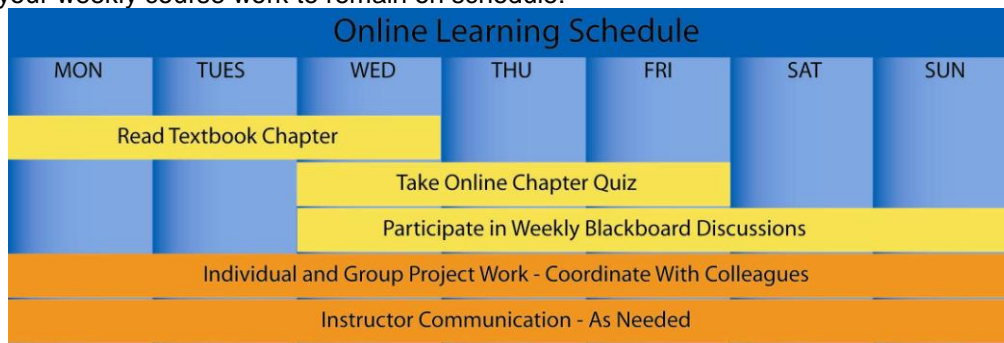 your weekly course work to remain on schedule.
Online Learning Schedule
MON TUES WED THU FRI SAT SUN
Read Textbook Chapter
Take Online Chapter Quiz
Participate in Weekly Blackboard Discussions
Individual and Group Project Work - Coordinate With Colleagues
Instructor Communication - As Needed